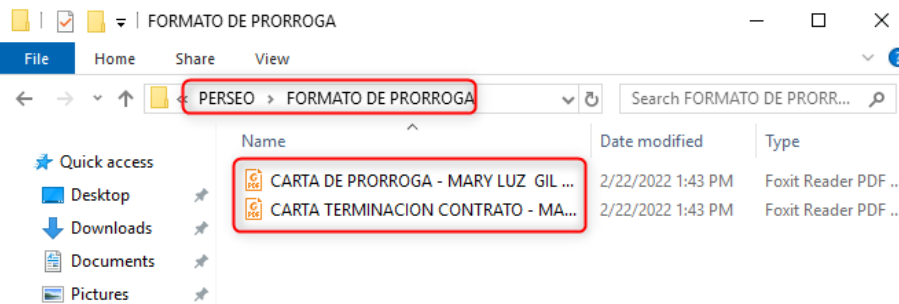 FORMATO DE PRORROGA
File Home Share View
« PERSEO > FORMATO DE PRORROGA Search FORMATO DE PRORR...
Name Date modified Type
Quick access
CARTA DE PRORROGA - MARY LUZ GIL ... 2/22/2022 1:43 PM Foxit Reader PDF ...
Desktop
CARTA TERMINACION CONTRATO - MA... 2/22/2022 1:43 PM Foxit Reader PDF ...
Downloads
Documents
Pictures